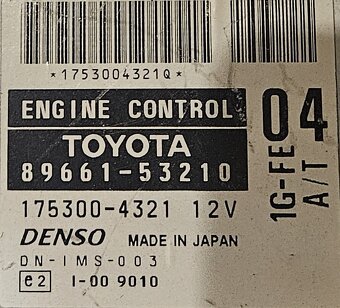 *1753004321Q*
ENGINE CONTROL
TOYOTA
89661-53210
175300-4321 12V
DENSO MADE IN JAPAN
DN-IMS-003
e2 I-00 9010
04
1G-FE A/T